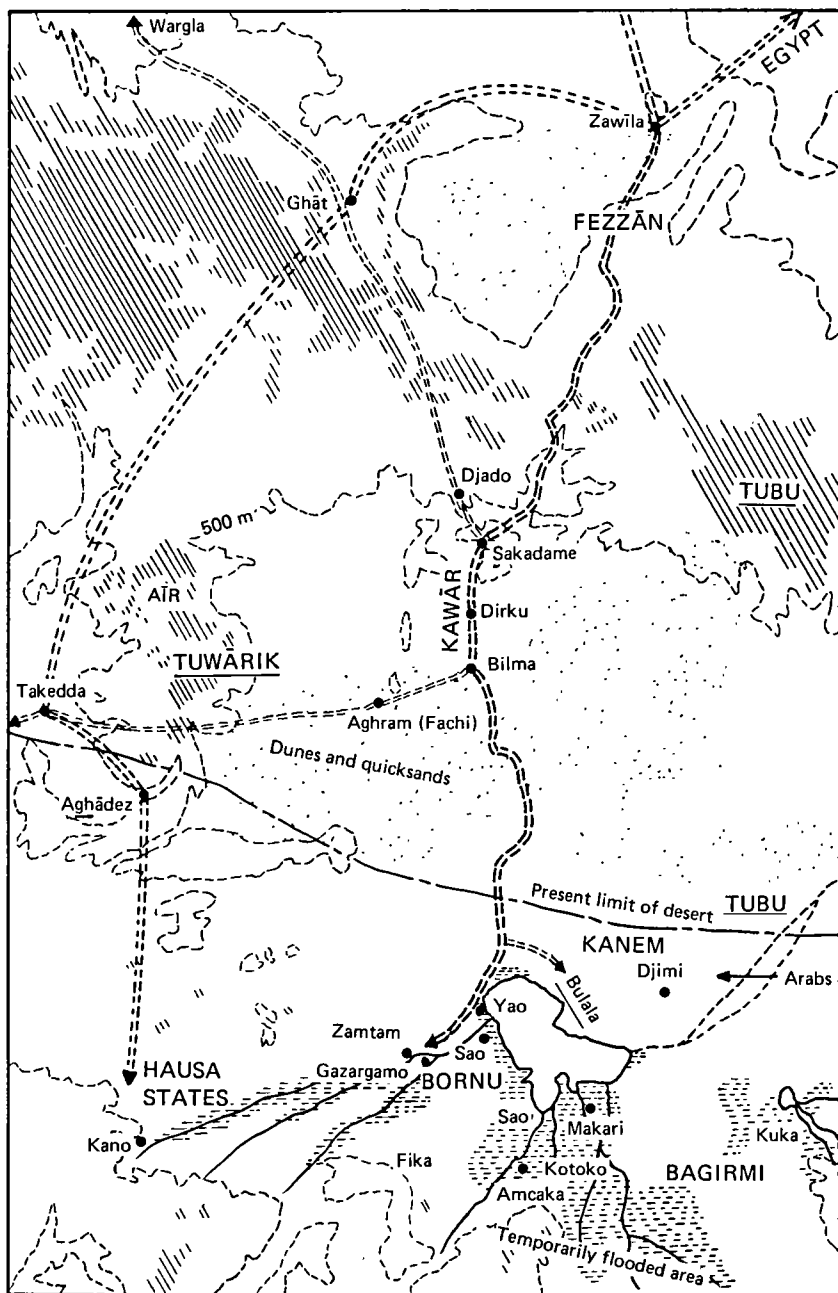 Wargla
EGYPT
Zawīla
Ghāt
FEZZĀN
Djado
TUBU
500 m
Sakadame
AĪR
KAWĀR
Dirku
TUWĀRIK
Bilma
Takedda
Aghram (Fachi)
Dunes and quicksands
Aghādez
Present limit of desert
TUBU
KANEM
Djimi
Arabs
Bulala
Yao
Zamtam
Sao
HAUSA
STATES
Gazargamo
BORNU
Kano
Sao
Makari
Kuka
Fika
Kotoko
BAGIRMI
Amcaka
Temporarily flooded area